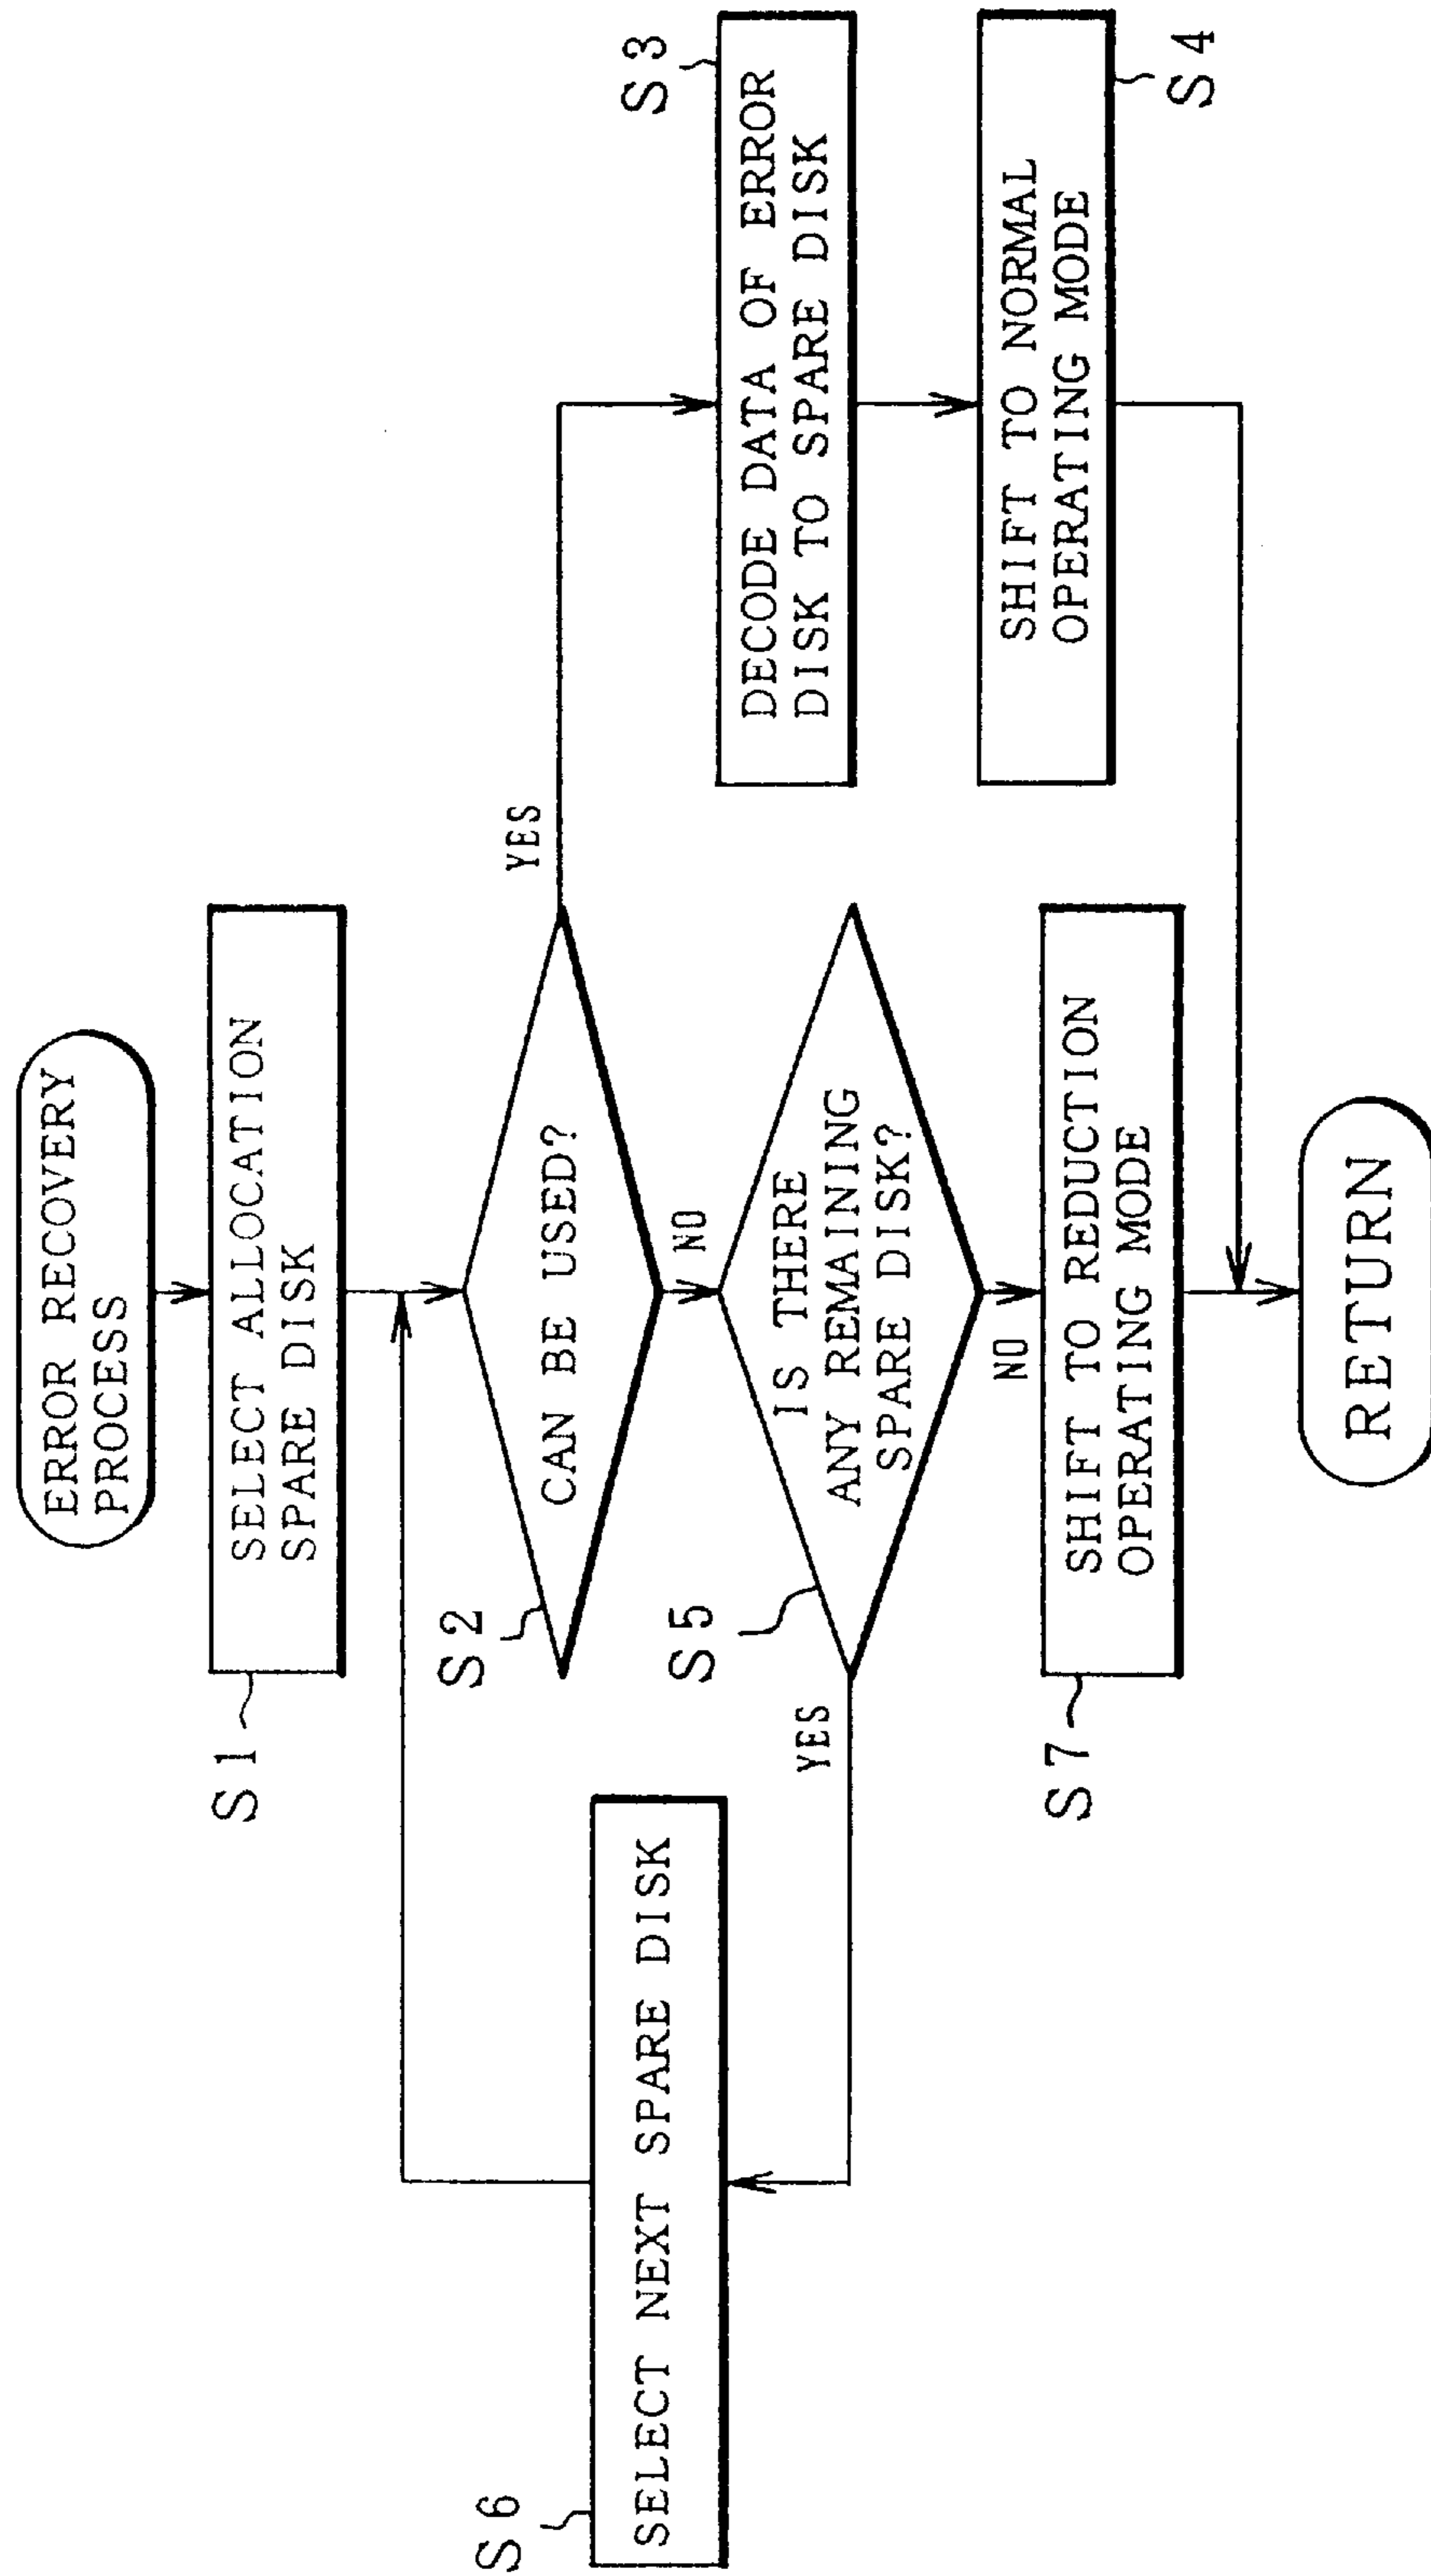 ERROR RECOVERY
PROCESS
S1
SELECT ALLOCATION
SPARE DISK
S2
CAN BE USED?
YES
NO
S3
DECODE DATA OF ERROR
DISK TO SPARE DISK
S4
SHIFT TO NORMAL
OPERATING MODE
S5
IS THERE
ANY REMAINING
SPARE DISK?
YES
NO
S6
SELECT NEXT SPARE DISK
S7
SHIFT TO REDUCTION
OPERATING MODE
RETURN